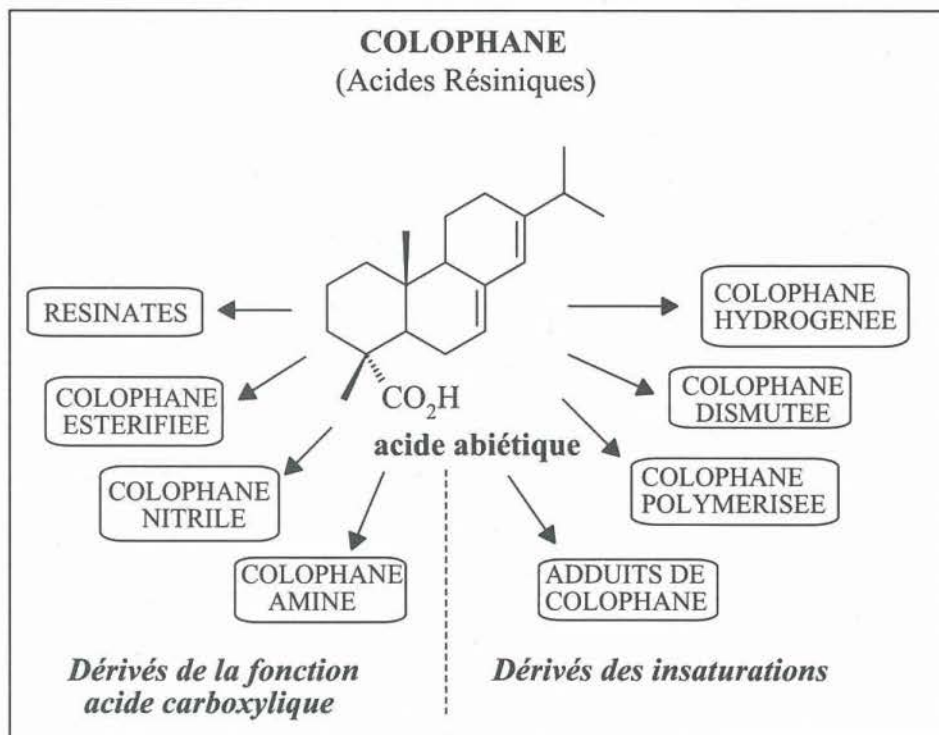 COLOPHANE
(Acides Résiniques)
RESINATES
COLOPHANE
ESTERIFIEE
COLOPHANE
NITRILE
COLOPHANE
AMINE
CO2H
acide abiétique
COLOPHANE
HYDROGENEE
COLOPHANE
DISMUTEE
COLOPHANE
POLYMERISEE
ADDUITS DE
COLOPHANE
Dérivés de la fonction
acide carboxylique
Dérivés des insaturations